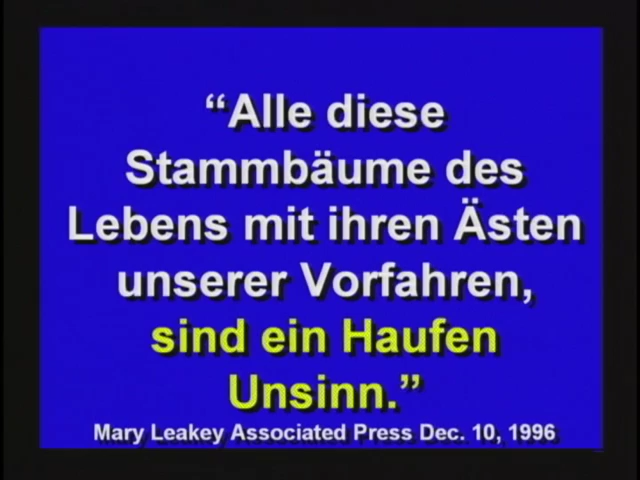 “Alle diese
Stammbäume des
Lebens mit ihren Ästen
unserer Vorfahren,
sind ein Haufen
Unsinn.”
Mary Leakey Associated Press Dec. 10, 1996